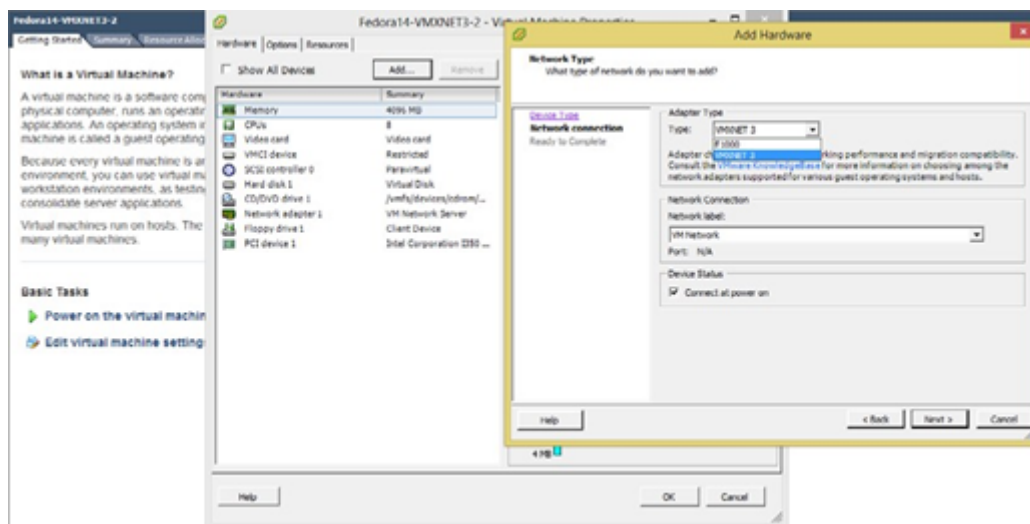 Fedora14-VMXNET3-2
Getting Started Summary Resource Alloc
What is a Virtual Machine?
A virtual machine is a software com
physical computer, runs an operatin
applications. An operating system in
machine is called a guest operating
Because every virtual machine is an
environment, you can use virtual ma
workstation environments, as testin
consolidate server applications.
Virtual machines run on hosts. The
many virtual machines.
Basic Tasks
Power on the virtual machin
Edit virtual machine setting
Fedora14-VMXNET3-2 - Virtual Machine Properties
Hardware Options Resources
Show All Devices Add... Remove
Hardware Summary
Memory 4096 MB
CPUs 8
Video card Video card
VMCI device Restricted
SCSI controller 0 Paravirtual
Hard disk 1 Virtual Disk
CD/DVD drive 1 /vmfs/devices/cdrom/...
Network adapter 1 VM Network Server
Floppy drive 1 Client Device
PCI device 1 Intel Corporation I350 ...
4 MB
Help OK Cancel
Add Hardware
Network Type
What type of network do you want to add?
Device Type
Network connection
Ready to Complete
Adapter Type
Type: VMXNET 3
E1000
VMXNET 3
Adapter ch rking performance and migration compatibility.
Consult the VMware KnowledgeBase for more information on choosing among the
network adapters supported for various guest operating systems and hosts.
Network Connection
Network label:
VM Network
Port: N/A
Device Status
Connect at power on
Help < Back Next > Cancel